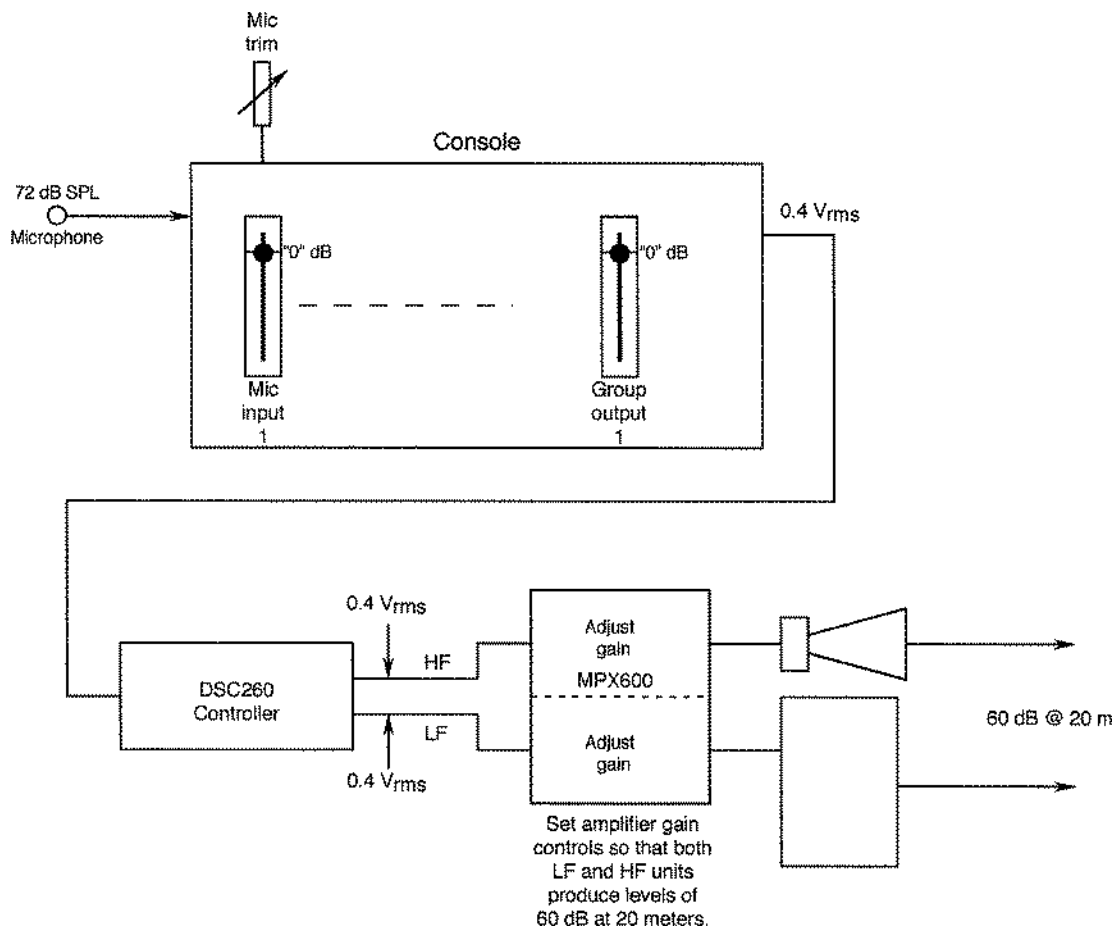 Mic
trim
Console
72 dB SPL
Microphone
0.4 Vrms
"0" dB
"0" dB
Mic
input
1
Group
output
1
0.4 Vrms
HF
DSC260
Controller
LF
0.4 Vrms
Adjust
gain
MPX600
Adjust
gain
60 dB @ 20 m
Set amplifier gain
controls so that both
LF and HF units
produce levels of
60 dB at 20 meters.